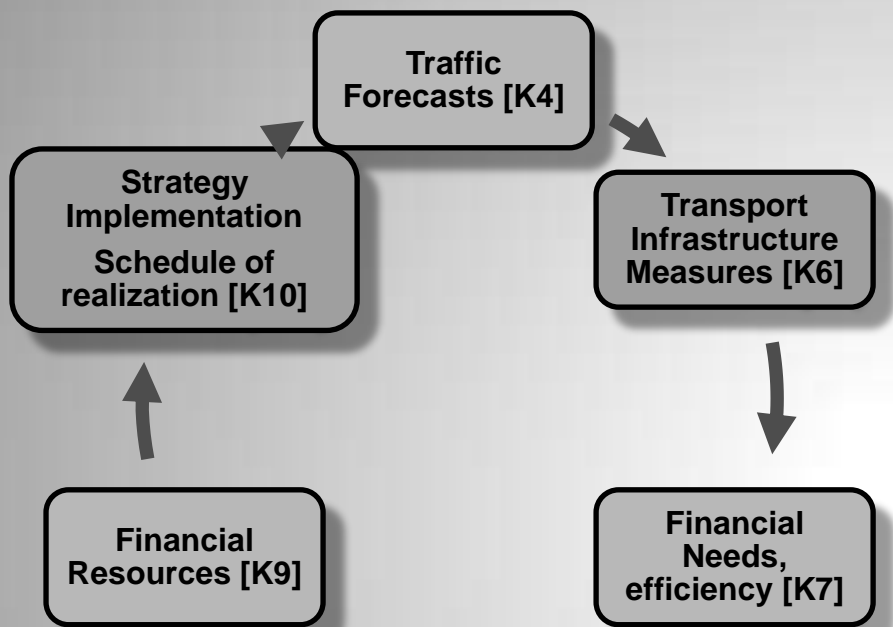 Traffic
Forecasts [K4]
Strategy
Implementation
Schedule of
realization [K10]
Transport
Infrastructure
Measures [K6]
Financial
Resources [K9]
Financial
Needs,
efficiency [K7]